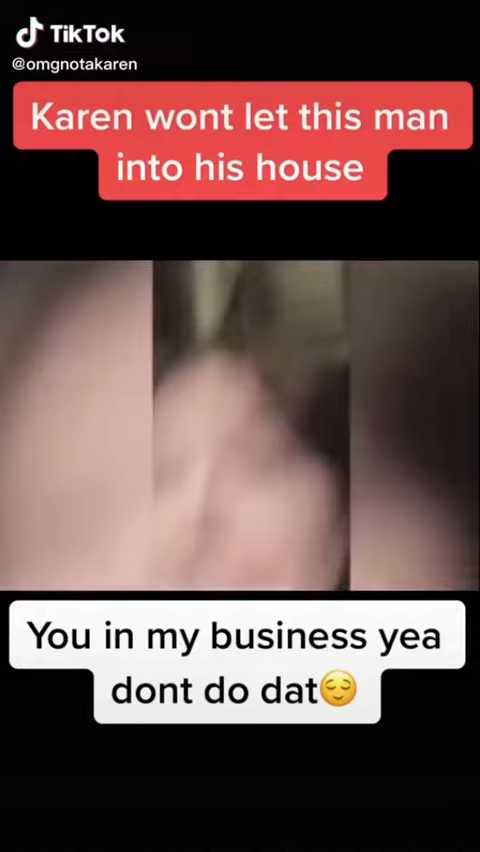 TikTok
@omgnotakaren
Karen wont let this man
into his house
You in my business yea
dont do dat😌